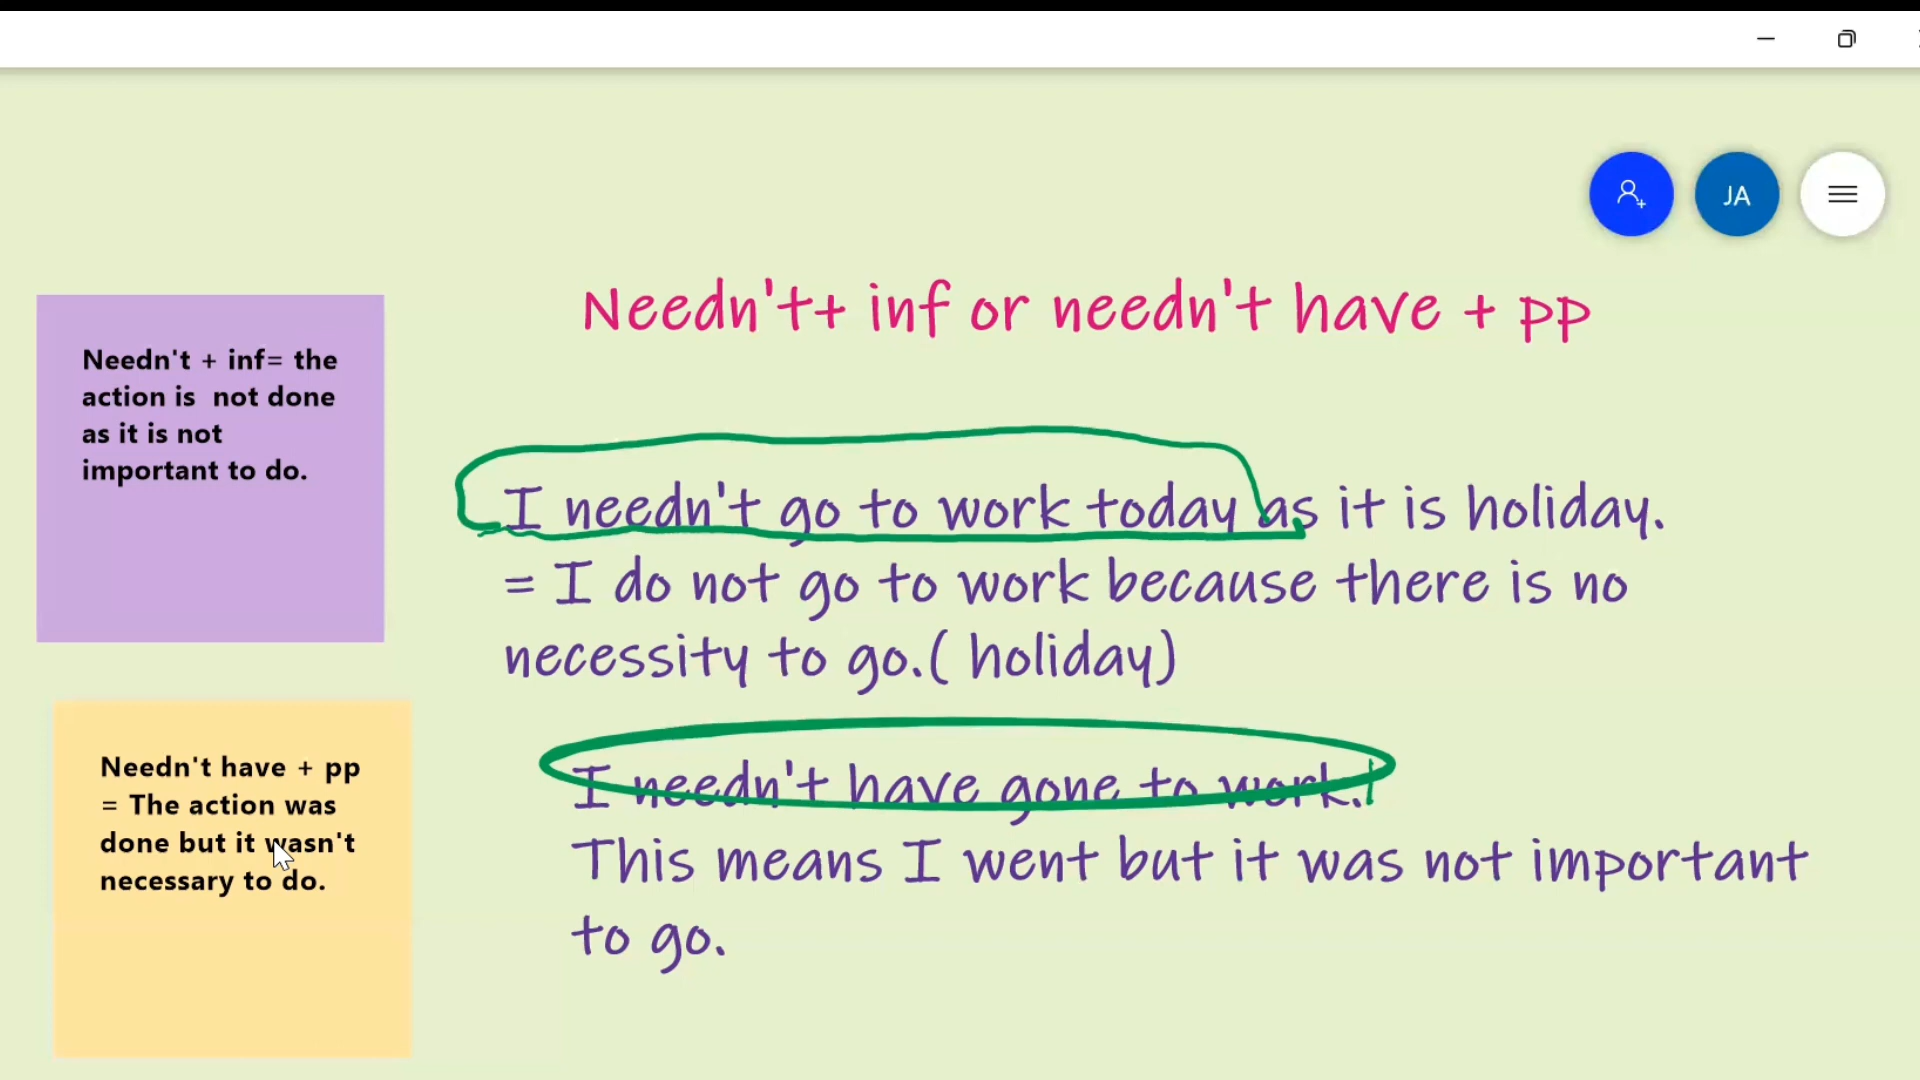 JA
Needn't+ inf or needn't have + pp
Needn't + inf= the
action is not done
as it is not
important to do.
I needn't go to work today as it is holiday.
= I do not go to work because there is no
necessity to go.( holiday)
Needn't have + pp
= The action was
done but it wasn't
necessary to do.
I needn't have gone to work.
This means I went but it was not important
to go.